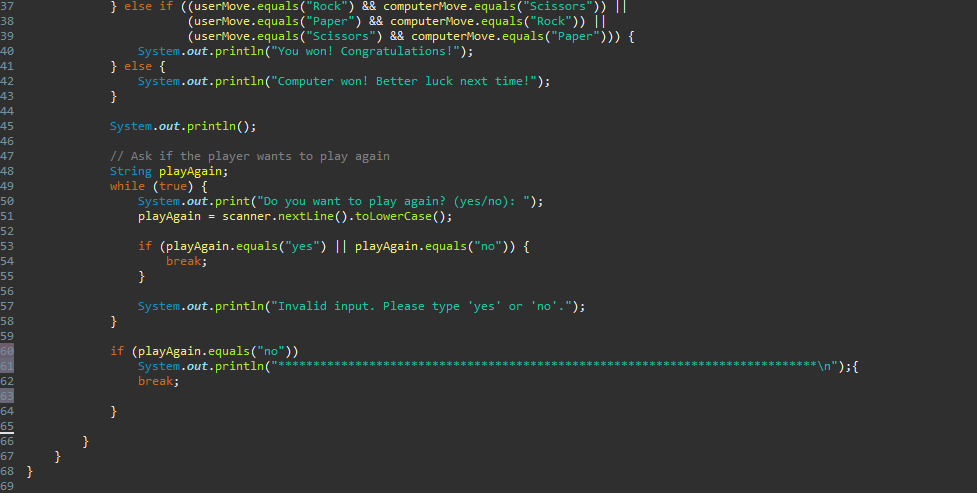 37 } else if ((userMove.equals("Rock") && computerMove.equals("Scissors")) ||
38 (userMove.equals("Paper") && computerMove.equals("Rock")) ||
39 (userMove.equals("Scissors") && computerMove.equals("Paper"))) {
40 System.out.println("You won! Congratulations!");
41 } else {
42 System.out.println("Computer won! Better luck next time!");
43 }
44
45 System.out.println();
46
47 // Ask if the player wants to play again
48 String playAgain;
49 while (true) {
50 System.out.print("Do you want to play again? (yes/no): ");
51 playAgain = scanner.nextLine().toLowerCase();
52
53 if (playAgain.equals("yes") || playAgain.equals("no")) {
54 break;
55 }
56
57 System.out.println("Invalid input. Please type 'yes' or 'no'.");
58 }
59
60 if (playAgain.equals("no"))
61 System.out.println("*****************************************************************************\n");{
62 break;
63
64 }
65
66 }
67 }
68 }
69